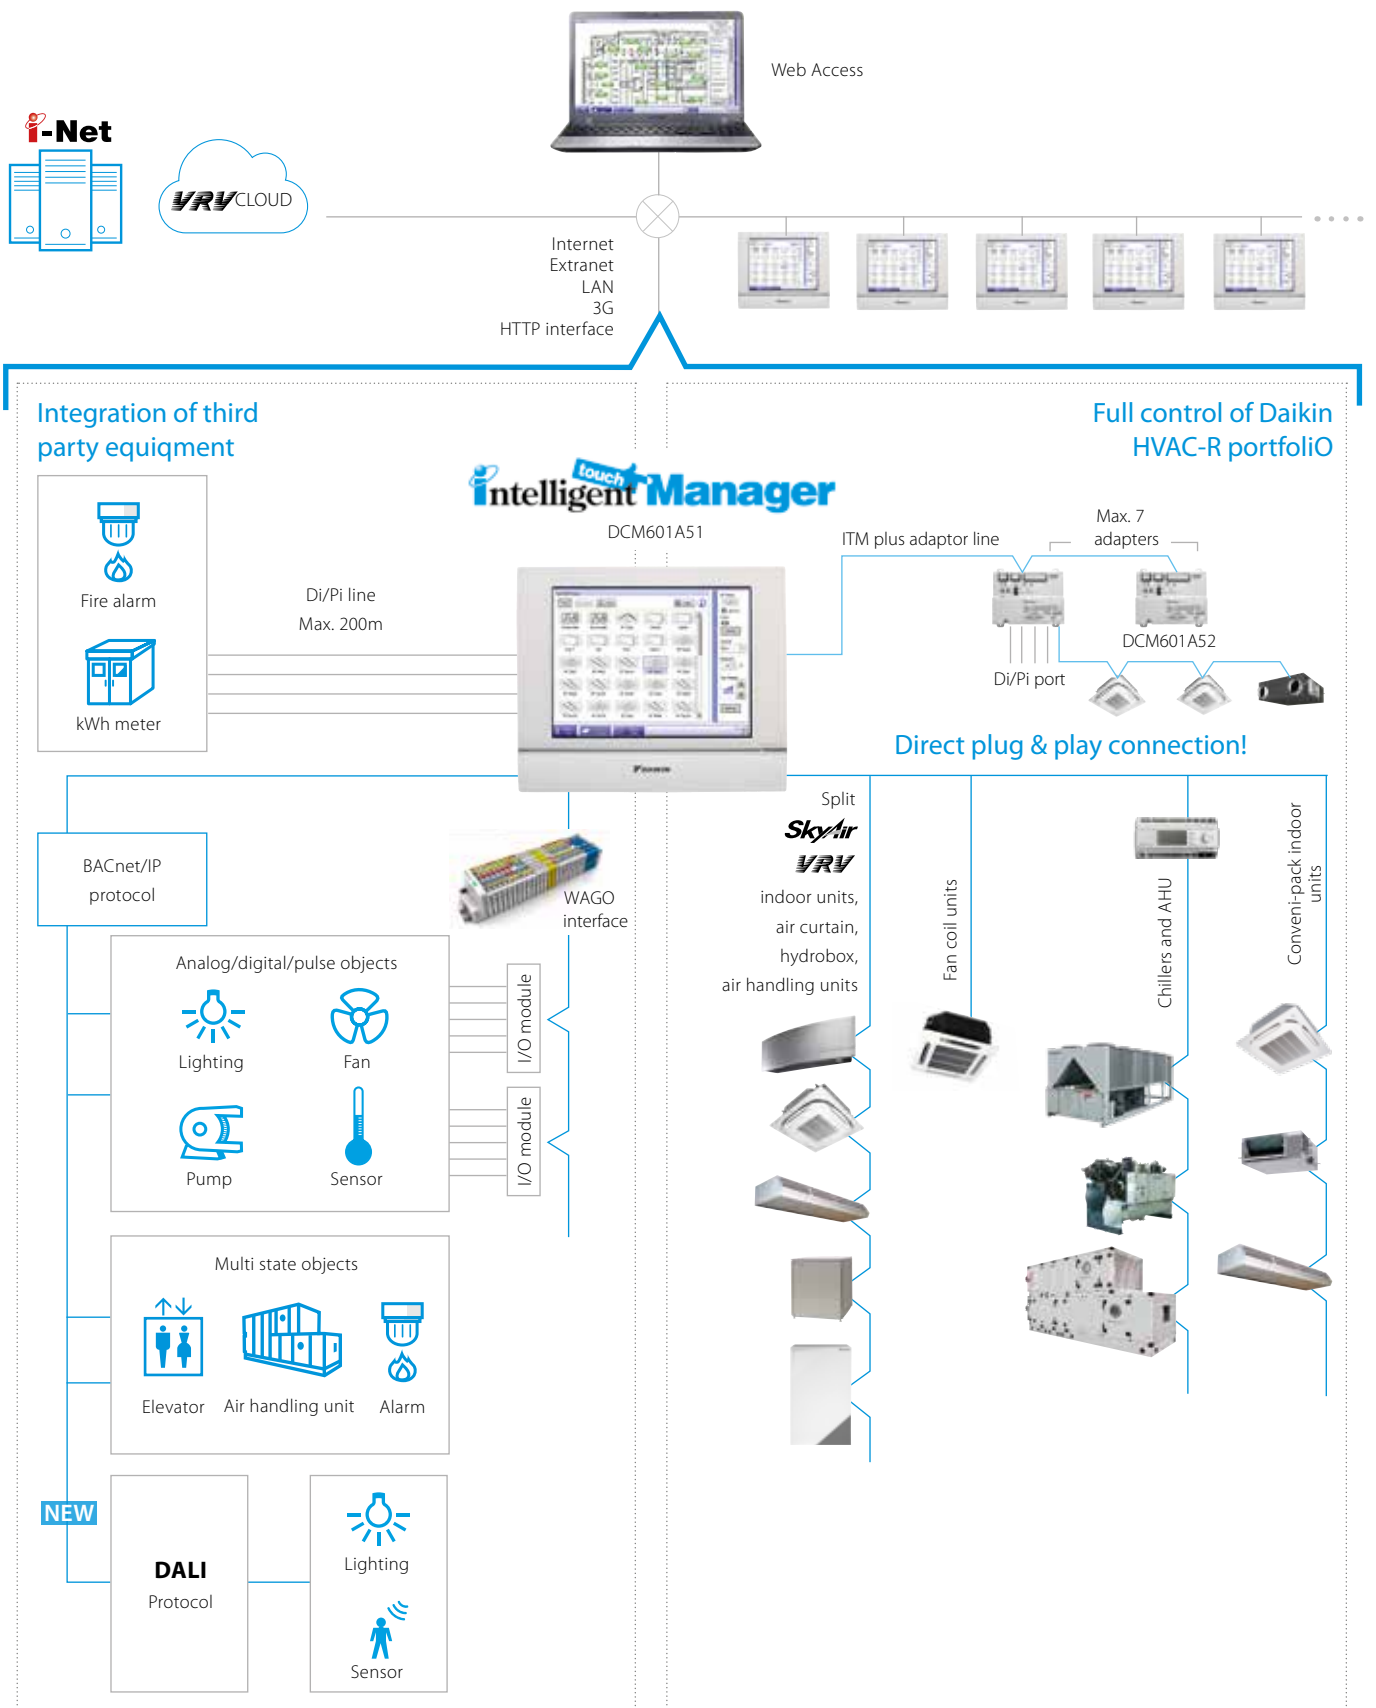 Web Access
i-Net
VRV CLOUD
Internet
Extranet
LAN
3G
HTTP interface
Integration of third
party equiqment
Full control of Daikin
HVAC-R portfoliO
intelligent touch Manager
DCM601A51
Fire alarm
kWh meter
Di/Pi line
Max. 200m
ITM plus adaptor line
Max. 7
adapters
DCM601A52
Di/Pi port
DAIKIN
Direct plug & play connection!
BACnet/IP
protocol
WAGO
interface
Split
SkyAir
VRV
indoor units,
air curtain,
hydrobox,
air handling units
Fan coil units
Chillers and AHU
Conveni-pack indoor
units
Analog/digital/pulse objects
Lighting
Fan
Pump
Sensor
I/O module
I/O module
Multi state objects
Elevator
Air handling unit
Alarm
NEW
DALI
Protocol
Lighting
Sensor